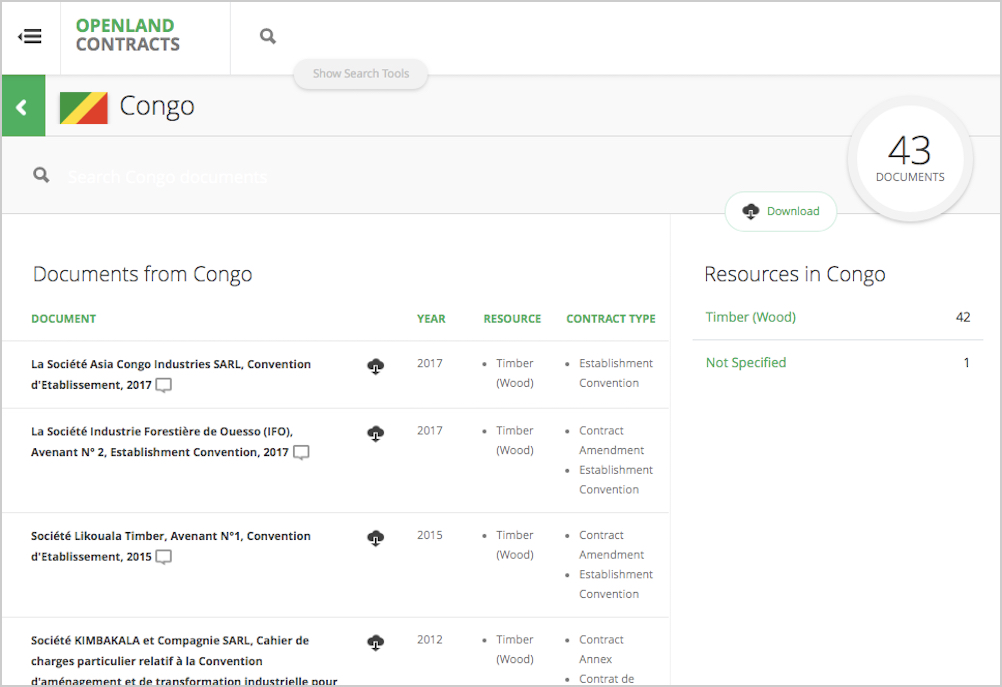 OPENLAND
CONTRACTS
Show Search Tools
Congo
43
DOCUMENTS
Search Congo documents
Download
Documents from Congo
DOCUMENT YEAR RESOURCE CONTRACT TYPE
La Société Asia Congo Industries SARL, Convention 2017 • Timber • Establishment
d'Etablissement, 2017 (Wood) Convention
La Société Industrie Forestière de Ouesso (IFO), 2017 • Timber • Contract
Avenant N° 2, Establishment Convention, 2017 (Wood) Amendment
• Establishment
Convention
Société Likouala Timber, Avenant N°1, Convention 2015 • Timber • Contract
d'Etablissement, 2015 (Wood) Amendment
• Establishment
Convention
Société KIMBAKALA et Compagnie SARL, Cahier de 2012 • Timber • Contract
charges particulier relatif à la Convention (Wood) Annex
d'aménagement et de transformation industrielle pour • Contrat de
Resources in Congo
Timber (Wood) 42
Not Specified 1